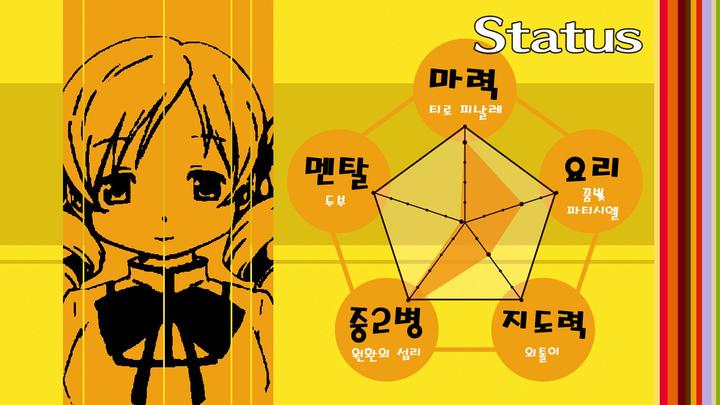 Status
마력
티로 피날레
멘탈
두부
요리
꿈빛
파티시엘
중2병
원환의 섭리
지도력
외톨이